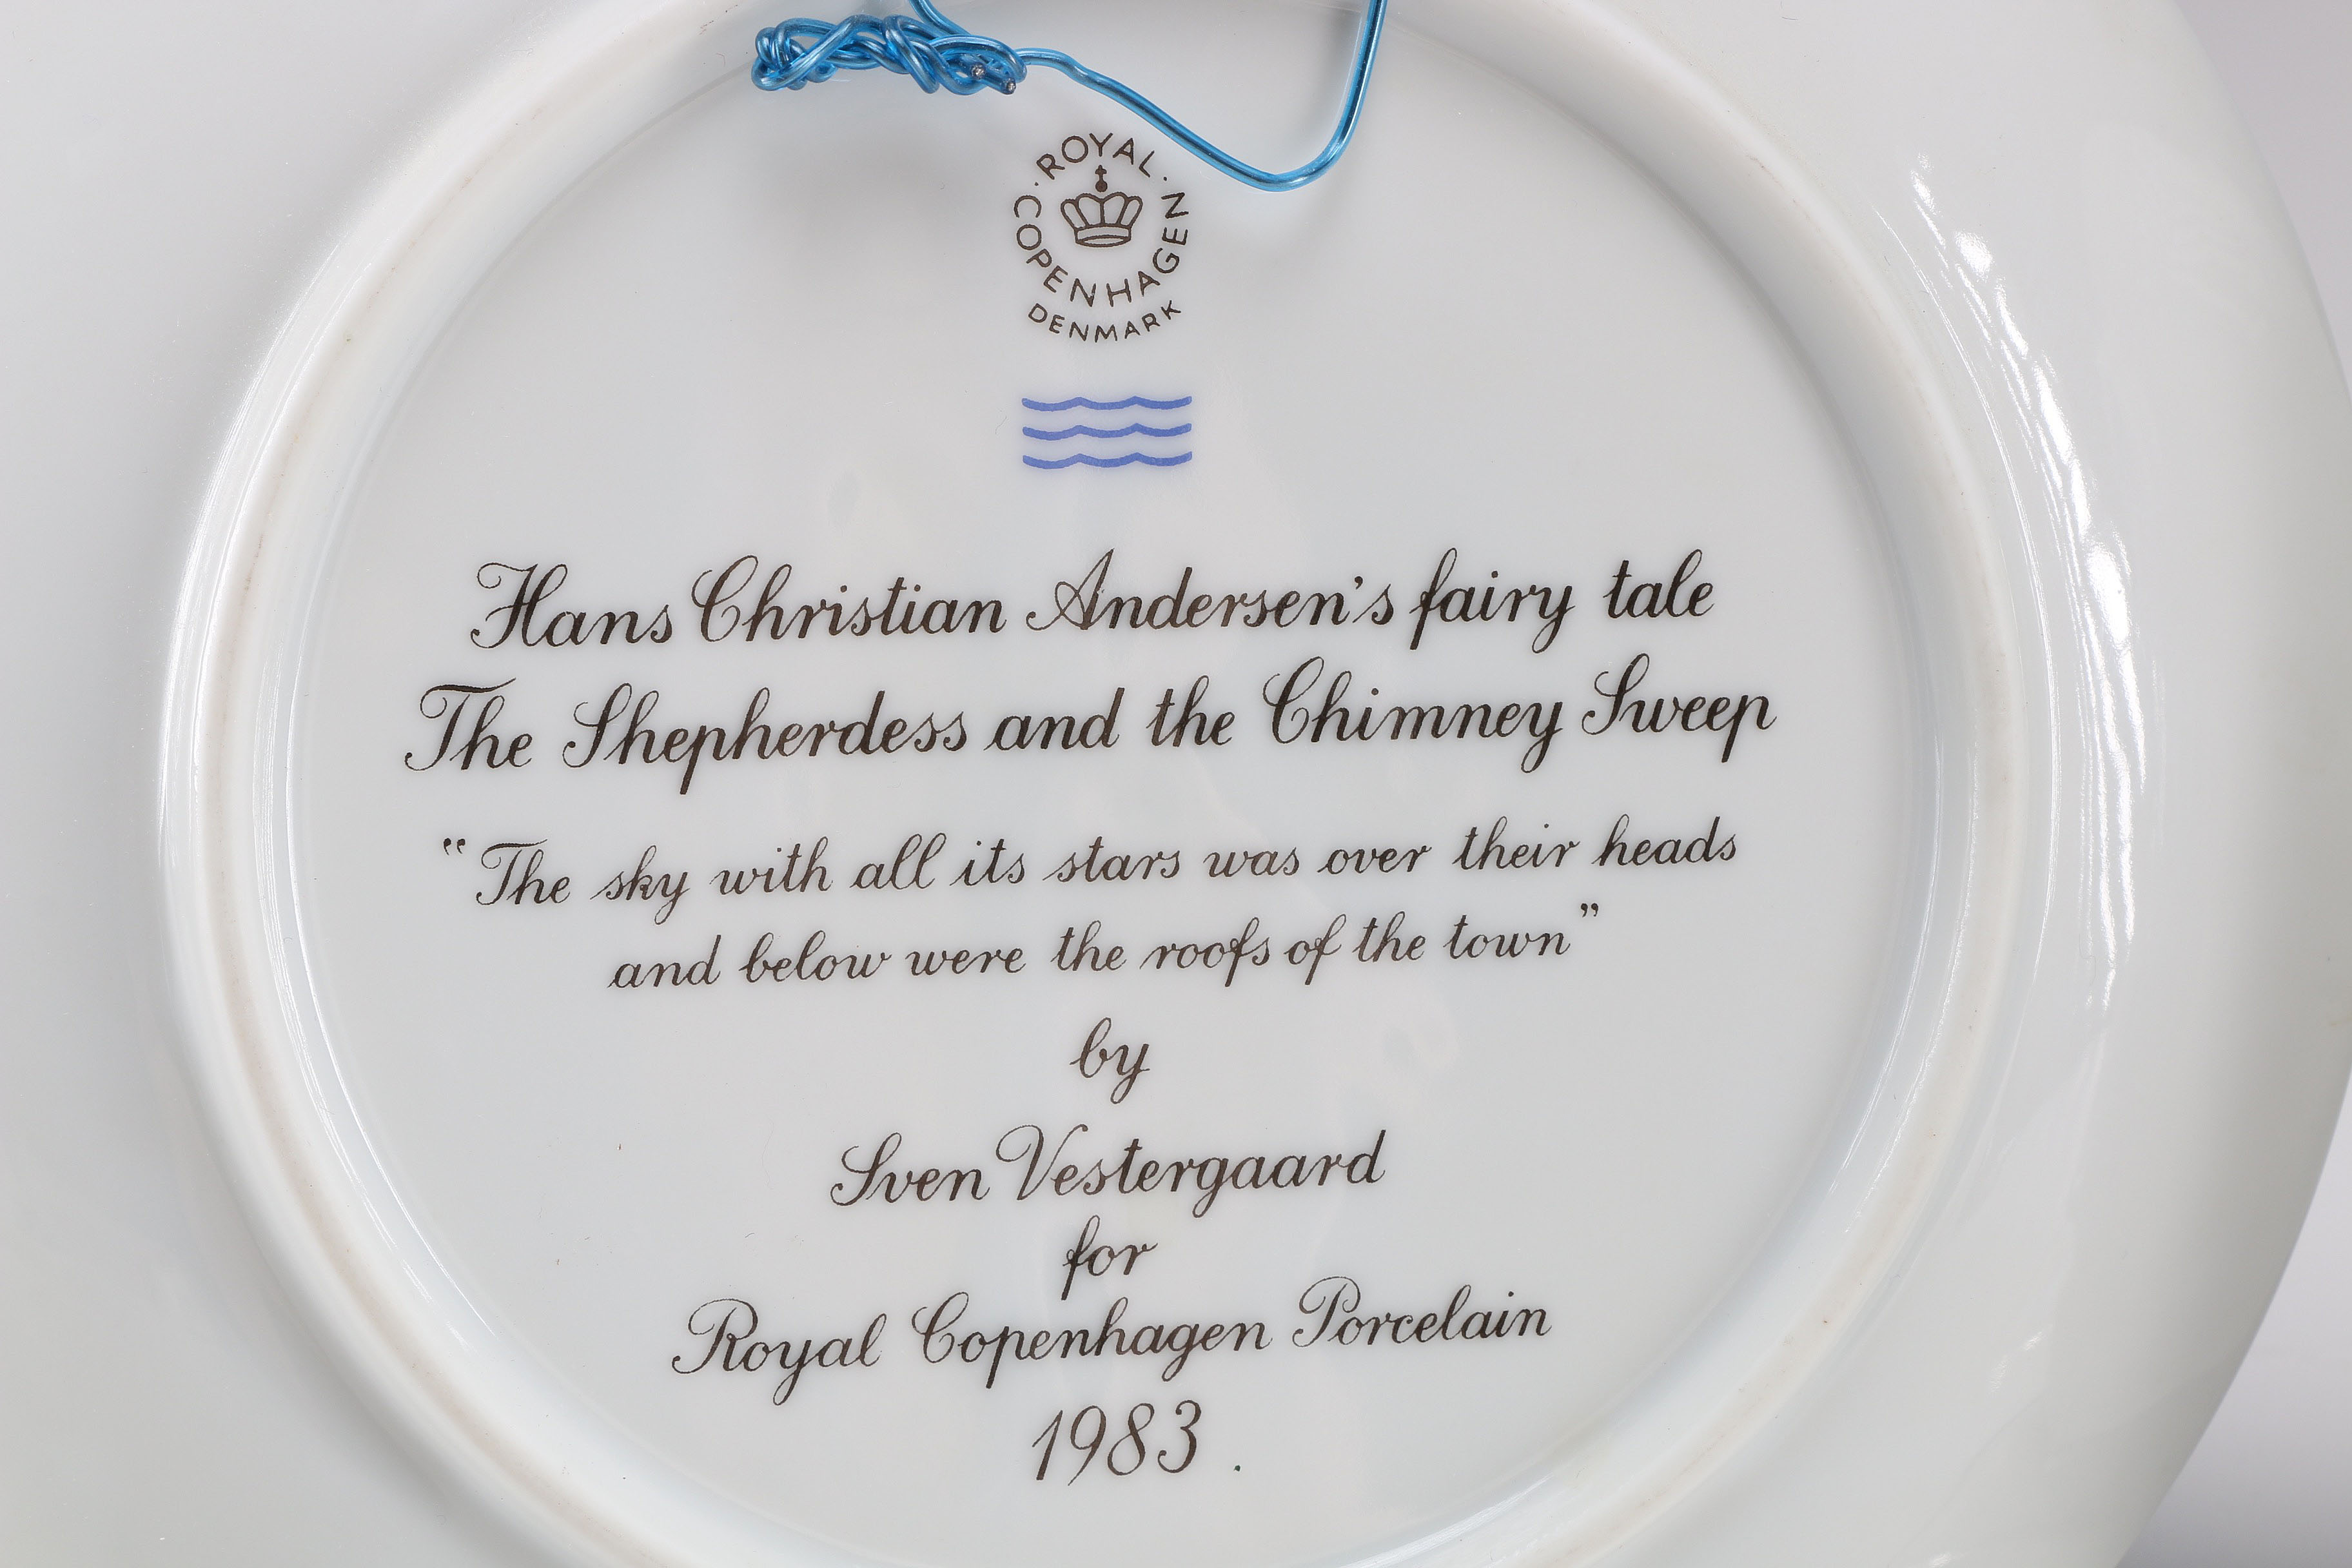 ROYAL
COPENHAGEN
DENMARK
Hans Christian Andersen's fairy tale
The Shepherdess and the Chimney Sweep
"The sky with all its stars was over their heads
and below were the roofs of the town"
by
Sven Vestergaard
for
Royal Copenhagen Porcelain
1983.